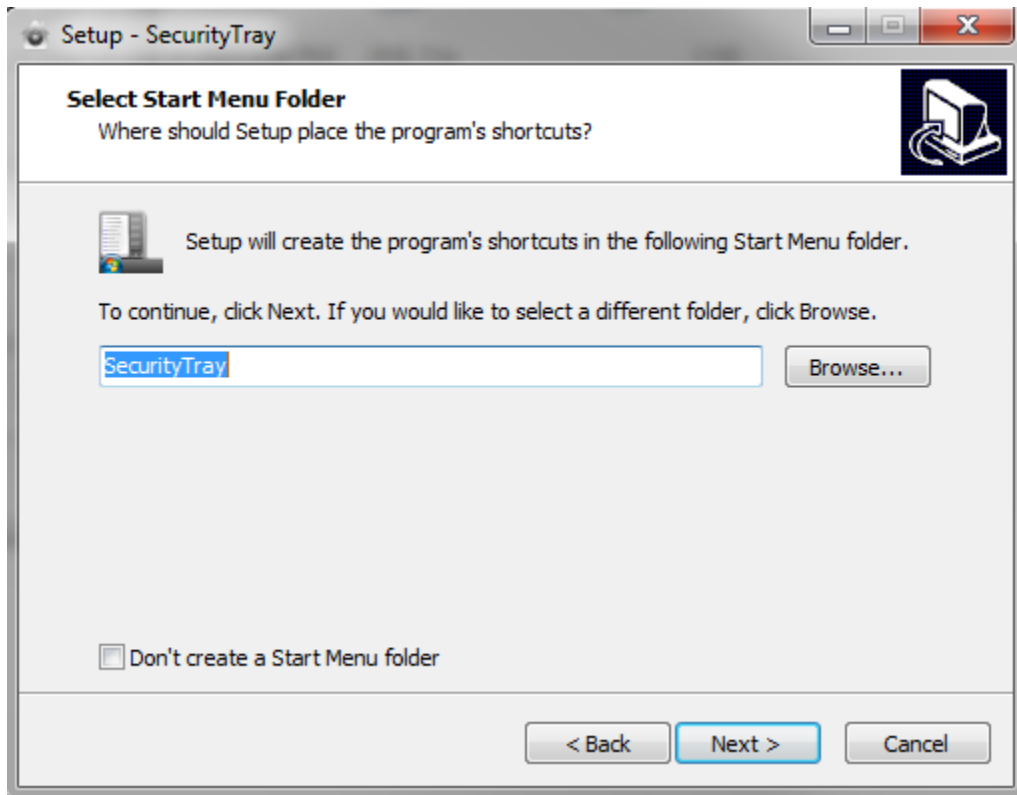 Setup - SecurityTray
Select Start Menu Folder
Where should Setup place the program's shortcuts?
Setup will create the program's shortcuts in the following Start Menu folder.
To continue, click Next. If you would like to select a different folder, click Browse.
SecurityTray
Browse...
Don't create a Start Menu folder
< Back
Next >
Cancel